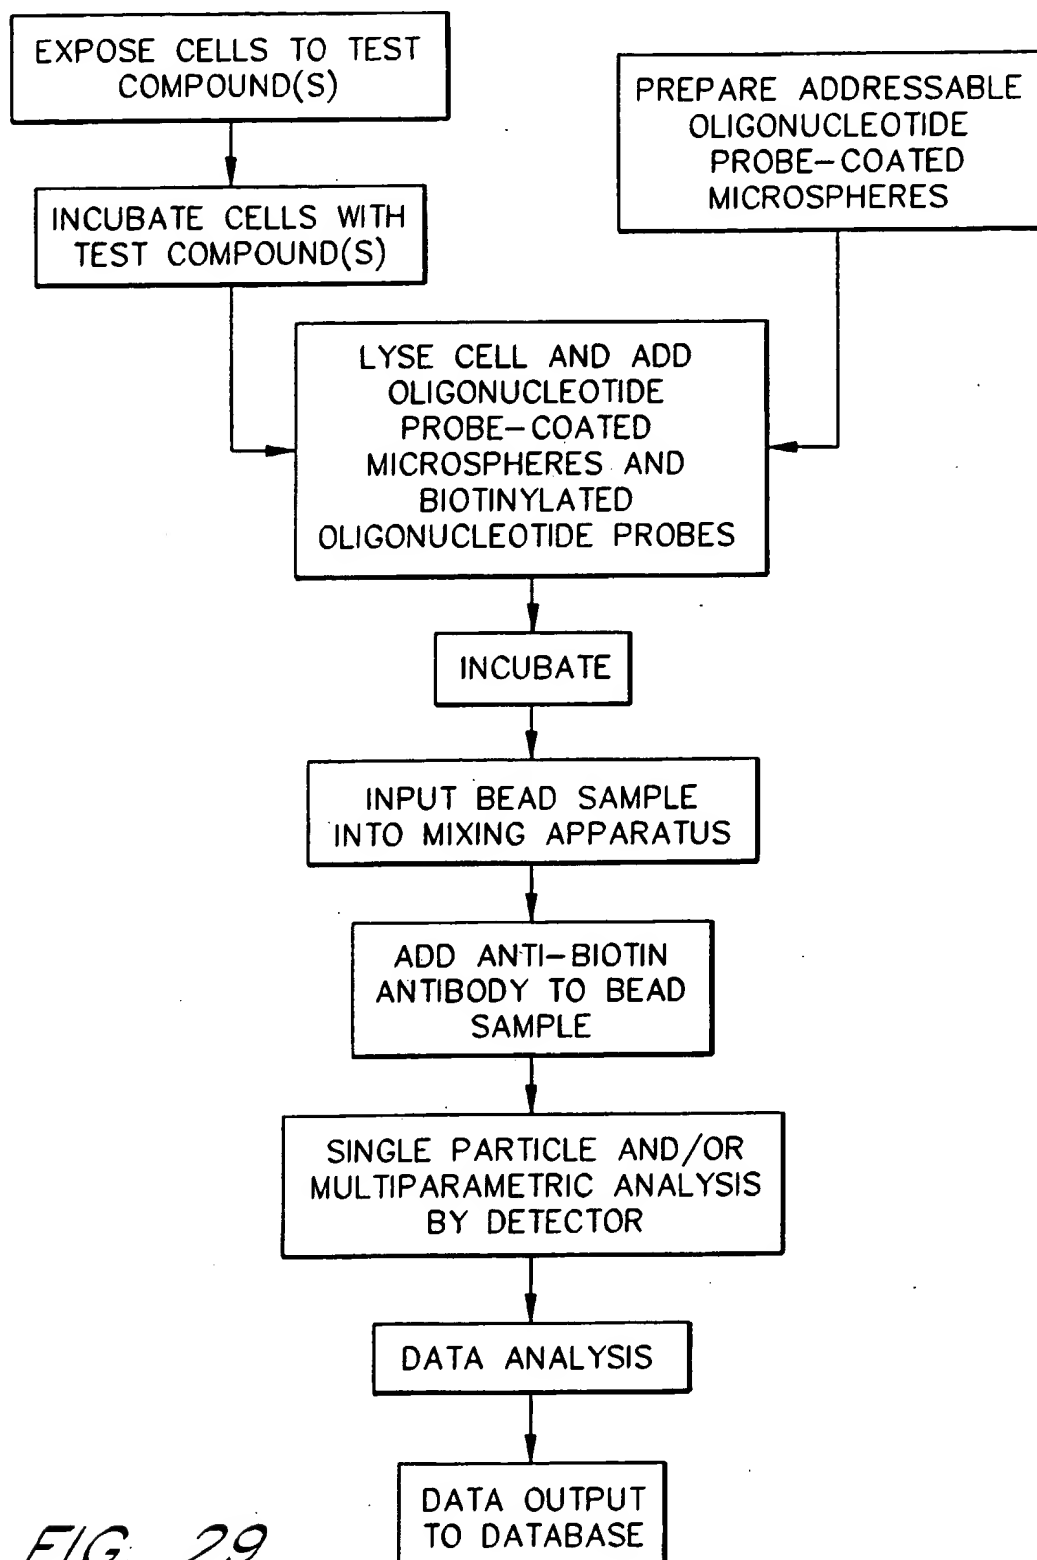 EXPOSE CELLS TO TEST
COMPOUND(S)
PREPARE ADDRESSABLE
OLIGONUCLEOTIDE
PROBE-COATED
MICROSPHERES
INCUBATE CELLS WITH
TEST COMPOUND(S)
LYSE CELL AND ADD
OLIGONUCLEOTIDE
PROBE-COATED
MICROSPHERES AND
BIOTINYLATED
OLIGONUCLEOTIDE PROBES
INCUBATE
INPUT BEAD SAMPLE
INTO MIXING APPARATUS
ADD ANTI-BIOTIN
ANTIBODY TO BEAD
SAMPLE
SINGLE PARTICLE AND/OR
MULTIPARAMETRIC ANALYSIS
BY DETECTOR
DATA ANALYSIS
DATA OUTPUT
TO DATABASE
FIG. 29